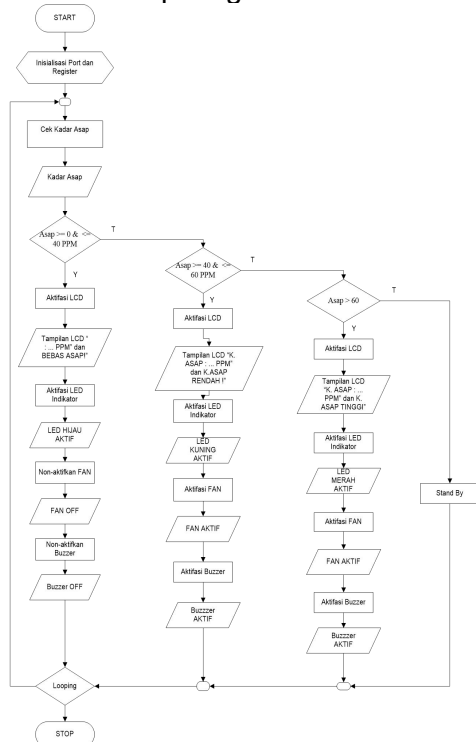 START
Inisialisasi Port dan
Register
Cek Kadar Asap
Kadar Asap
Asap >= 0 & <=
40 PPM
T
Y
Aktifasi LCD
Tampilan LCD “
: ... PPM” dan
BEBAS ASAP!”
Aktifasi LED
Indikator
LED HIJAU
AKTIF
Non-aktifkan FAN
FAN OFF
Non-aktifkan
Buzzer
Buzzer OFF
Looping
STOP
Asap >= 40 & <=
60 PPM
T
Y
Aktifasi LCD
Tampilan LCD “K.
ASAP : ... PPM”
dan K.ASAP
RENDAH !”
Aktifasi LED
Indikator
LED
KUNING
AKTIF
Aktifasi FAN
FAN AKTIF
Aktifasi Buzzer
Buzzzer
AKTIF
Asap > 60
T
Y
Aktifasi LCD
Tampilan LCD
“K. ASAP : ...
PPM” dan K.
ASAP TINGGI”
Aktifasi LED
Indikator
LED
MERAH
AKTIF
Aktifasi FAN
FAN AKTIF
Aktifasi Buzzer
Buzzzer
AKTIF
Stand By